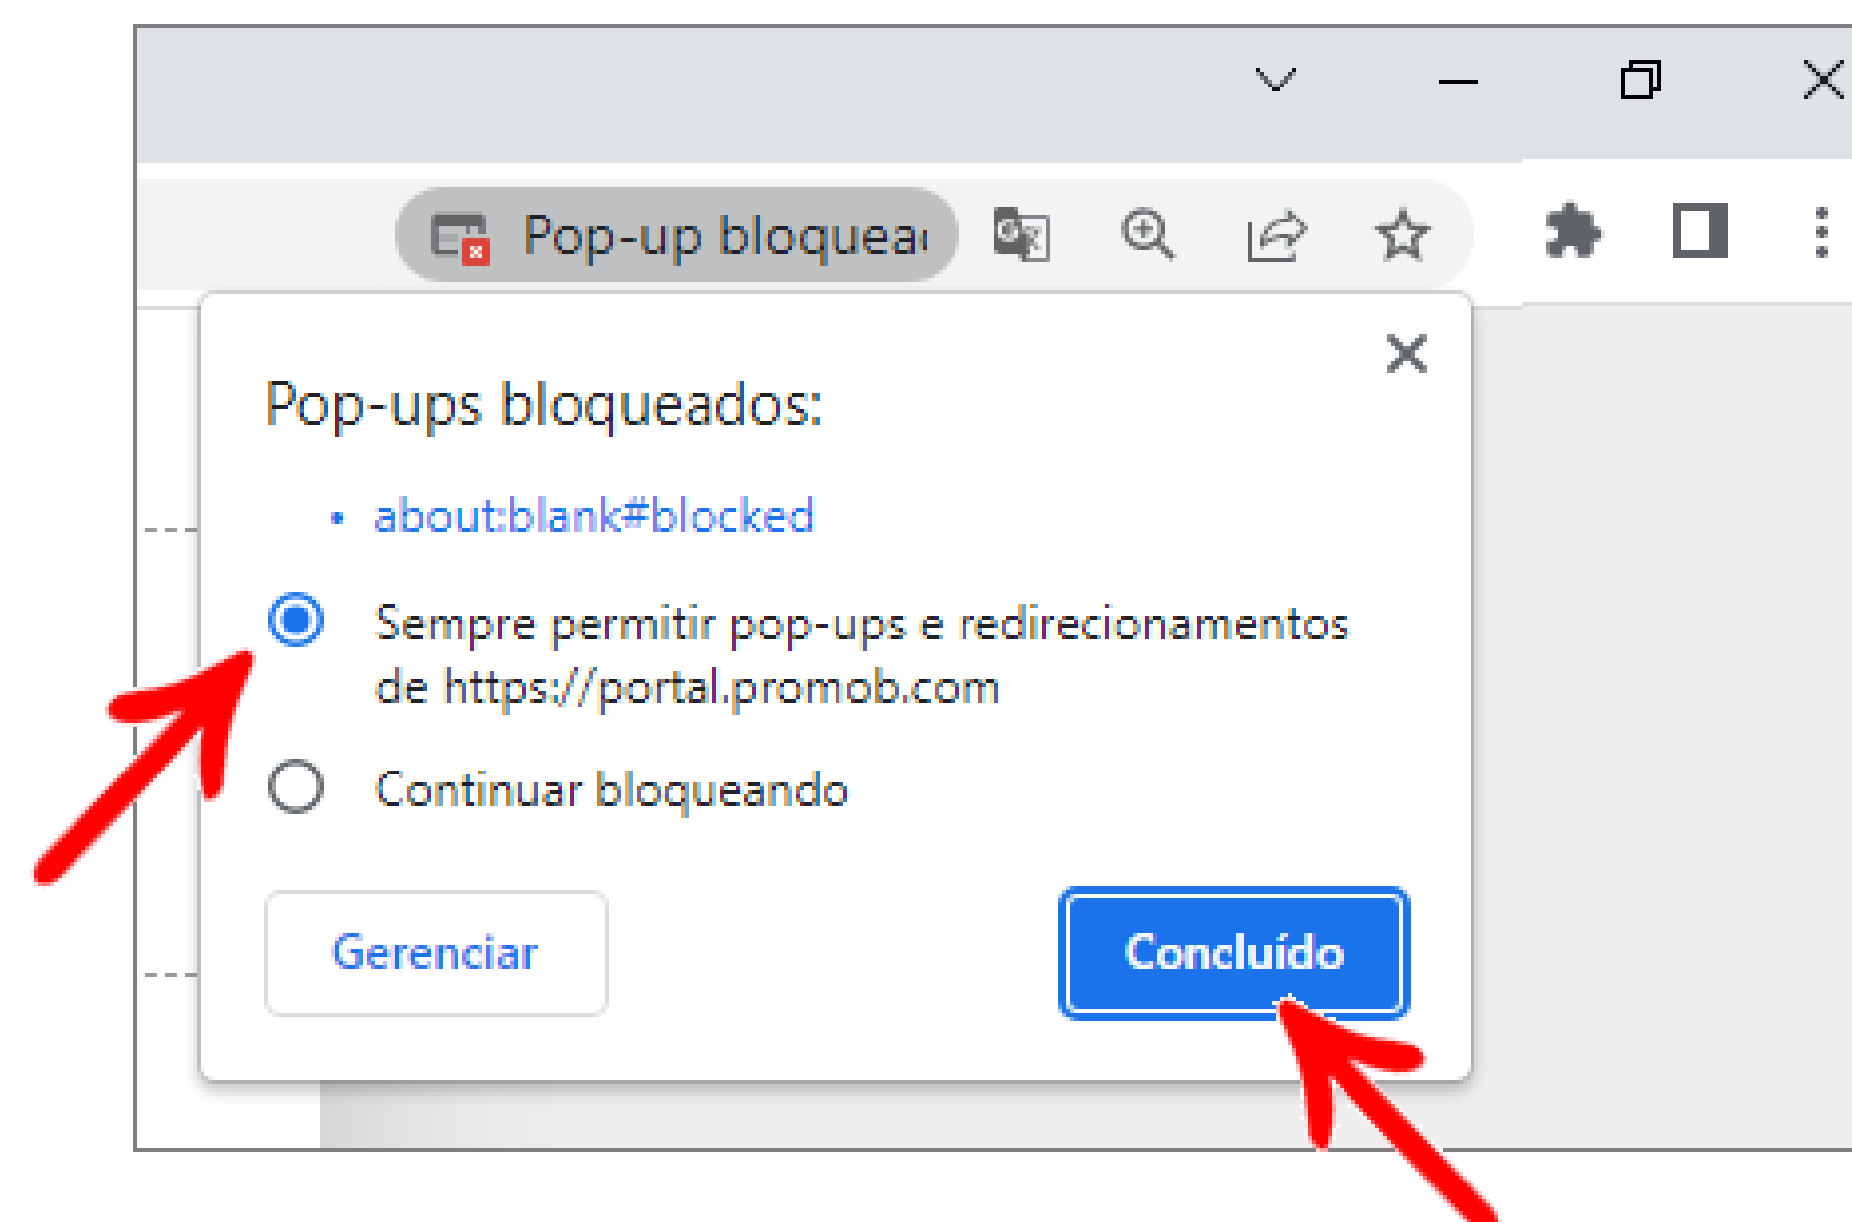 Pop-up bloquea
Pop-ups bloqueados:
• about:blank#blocked
Sempre permitir pop-ups e redirecionamentos
de https://portal.promob.com
Continuar bloqueando
Gerenciar
Concluído